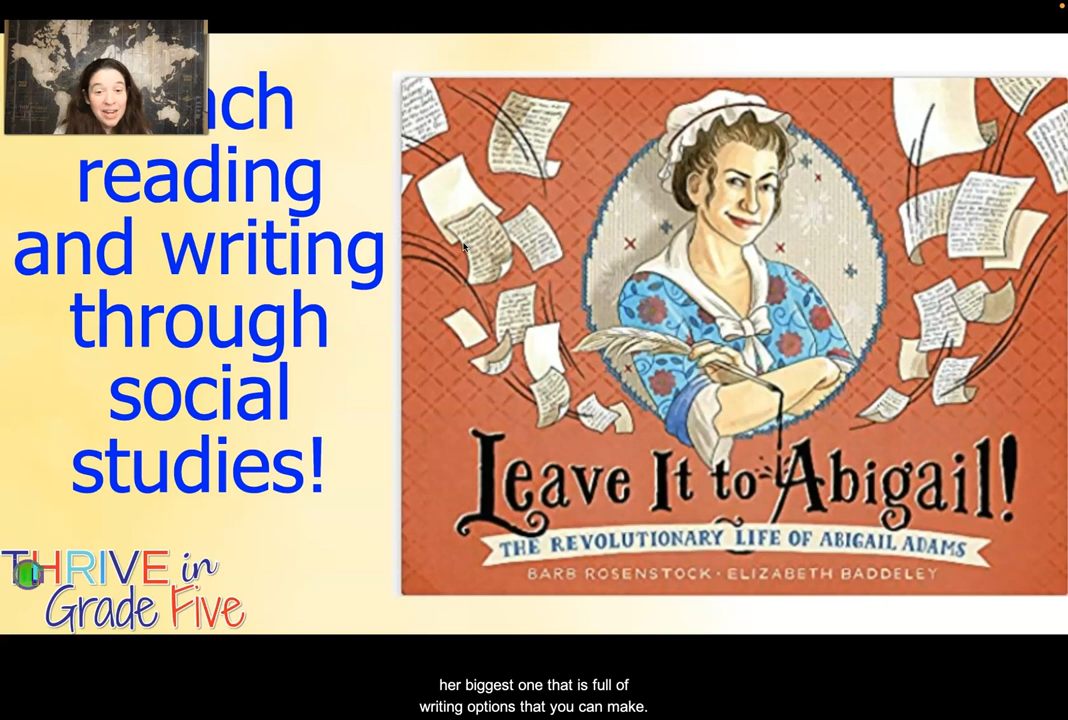 ach
reading
and writing
through
social
studies!
Leave It to Abigail!
THE REVOLUTIONARY LIFE OF ABIGAIL ADAMS
BARB ROSENSTOCK · ELIZABETH BADDELEY
THRIVE in
Grade Five
her biggest one that is full of
writing options that you can make.